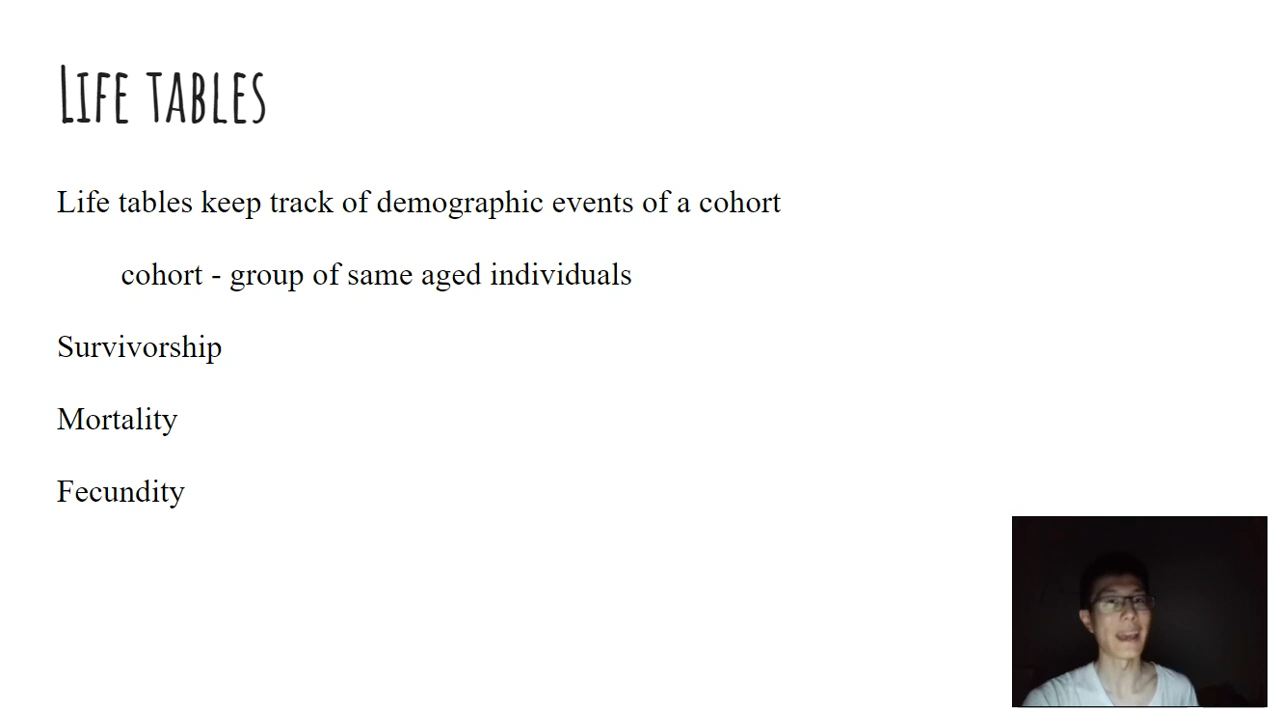 LIFE TABLES
Life tables keep track of demographic events of a cohort
cohort - group of same aged individuals
Survivorship
Mortality
Fecundity